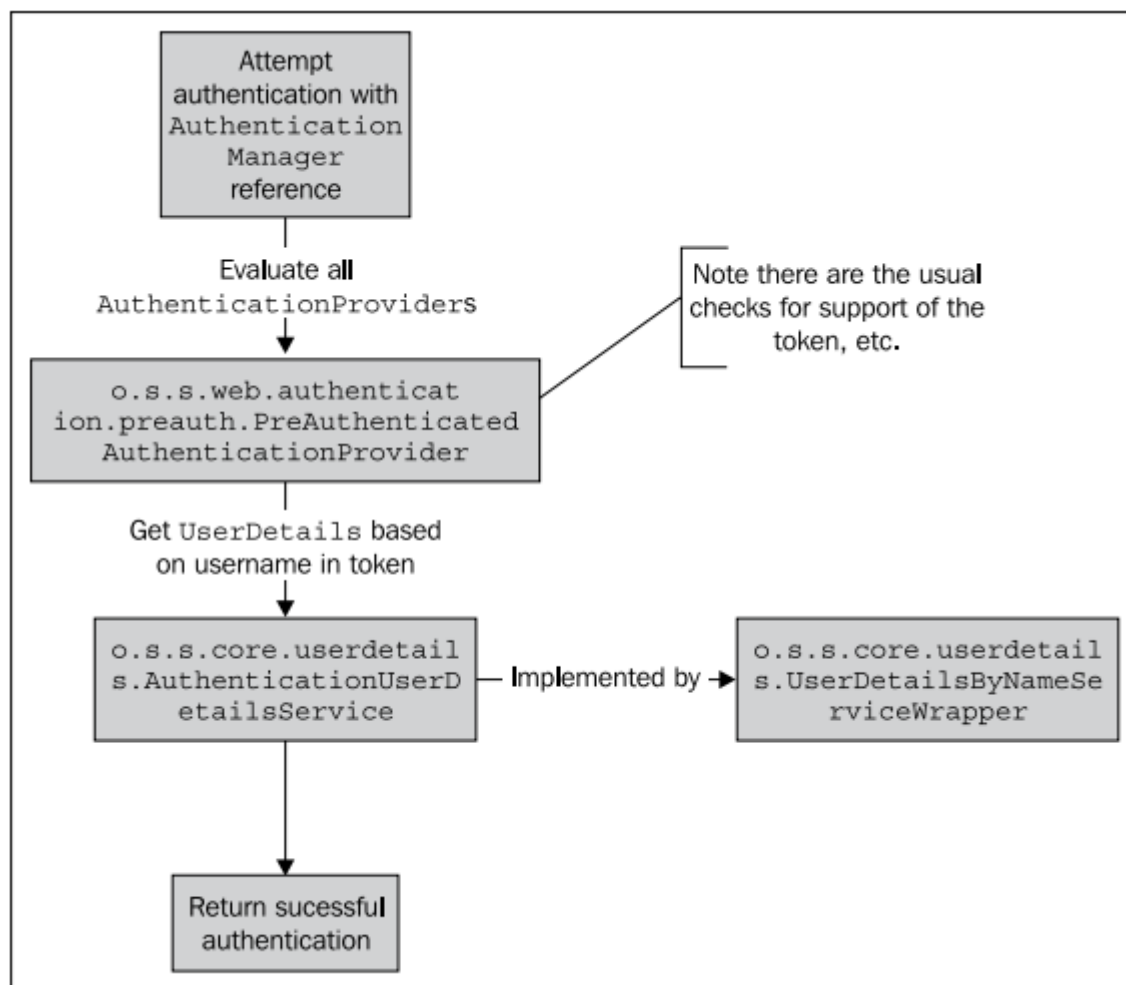 Attempt
authentication with
Authentication
Manager
reference
Evaluate all
AuthenticationProviders
Note there are the usual
checks for support of the
token, etc.
o.s.s.web.authenticat
ion.preauth.PreAuthenticated
AuthenticationProvider
Get UserDetails based
on username in token
o.s.s.core.userdetail
s.AuthenticationUserD
etailsService
Implemented by
o.s.s.core.userdetail
s.UserDetailsByNameSe
rviceWrapper
Return sucessful
authentication